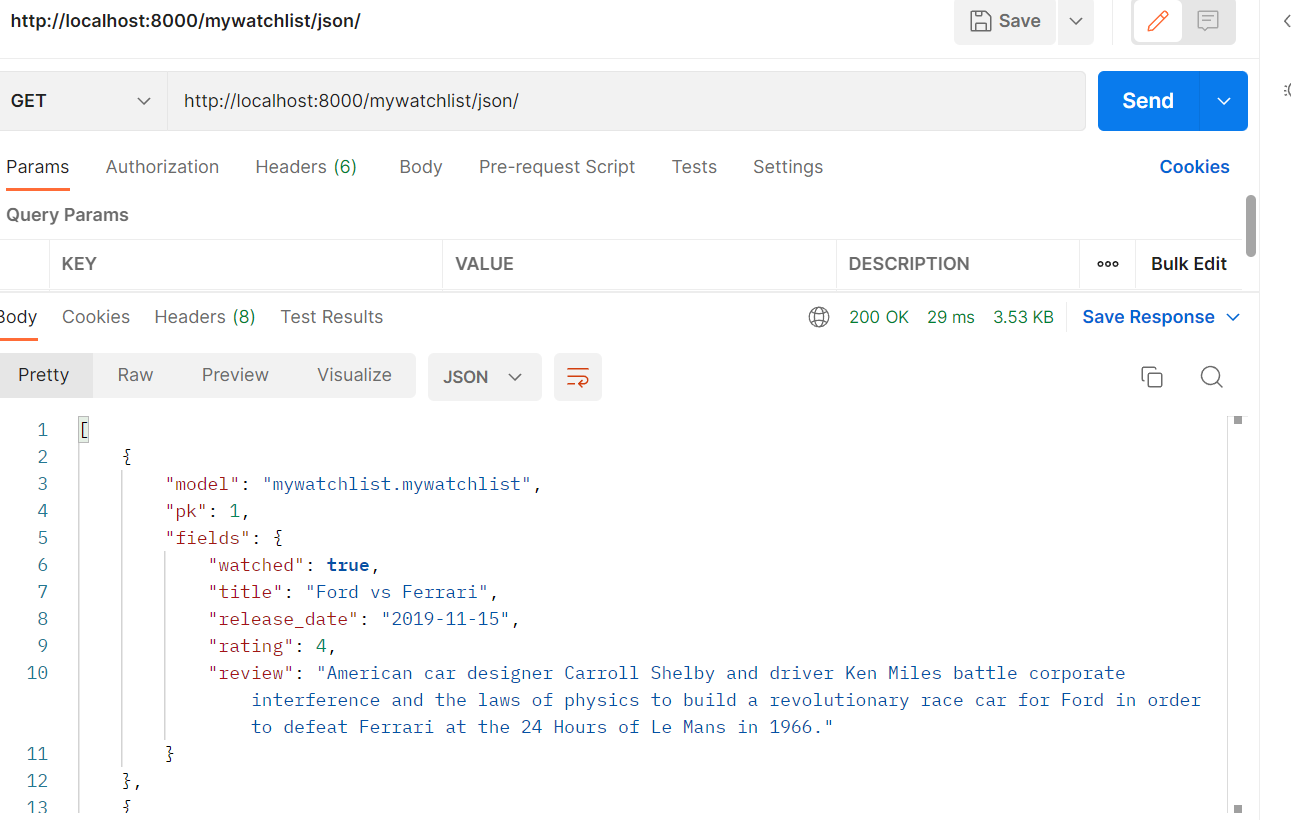 http://localhost:8000/mywatchlist/json/
Save
GET
http://localhost:8000/mywatchlist/json/
Send
Params Authorization Headers (6) Body Pre-request Script Tests Settings Cookies
Query Params
KEY VALUE DESCRIPTION ooo Bulk Edit
Body Cookies Headers (8) Test Results 200 OK 29 ms 3.53 KB Save Response
Pretty Raw Preview Visualize JSON
1 [
2 {
3 "model": "mywatchlist.mywatchlist",
4 "pk": 1,
5 "fields": {
6 "watched": true,
7 "title": "Ford vs Ferrari",
8 "release_date": "2019-11-15",
9 "rating": 4,
10 "review": "American car designer Carroll Shelby and driver Ken Miles battle corporate
interference and the laws of physics to build a revolutionary race car for Ford in order
to defeat Ferrari at the 24 Hours of Le Mans in 1966."
11 }
12 },
13 {